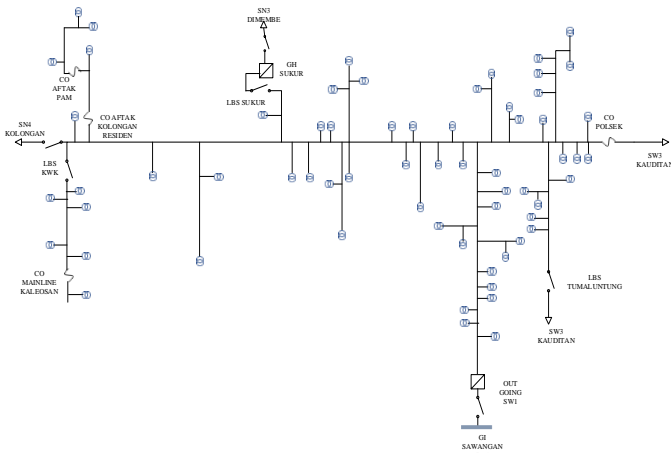 SN3
DIMEMBE
GH
SUKUR
LBS SUKUR
CO
AFTAK
PAM
CO AFTAK
KOLONGAN
RESIDEN
SN4
KOLONGAN
LBS
KWK
CO
POLSEK
SW3
KAUDITAN
CO
MAINLINE
KALEOSAN
LBS
TUMALUNTUNG
SW3
KAUDITAN
OUT
GOING
SW1
GI
SAWANGAN